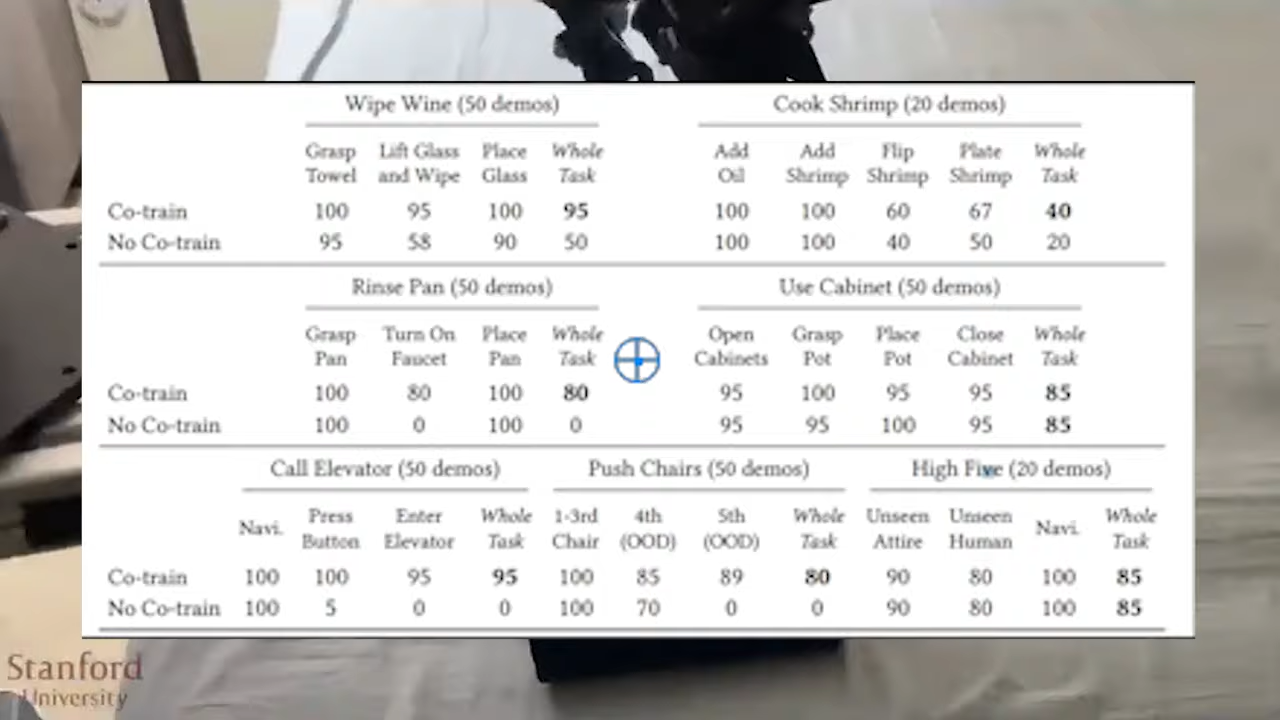 Wipe Wine (50 demos) Cook Shrimp (20 demos)
Grasp Towel Lift Glass and Wipe Place Glass Whole Task Add Oil Add Shrimp Flip Shrimp Plate Shrimp Whole Task
Co-train 100 95 100 95 100 100 60 67 40
No Co-train 95 58 90 50 100 100 40 50 20
Rinse Pan (50 demos) Use Cabinet (50 demos)
Grasp Pan Turn On Faucet Place Pan Whole Task Open Cabinets Grasp Pot Place Pot Close Cabinet Whole Task
Co-train 100 80 100 80 95 100 95 95 85
No Co-train 100 0 100 0 95 95 100 95 85
Call Elevator (50 demos) Push Chairs (50 demos) High Five (20 demos)
Navi. Press Button Enter Elevator Whole Task 1-3rd Chair 4th (OOD) 5th (OOD) Whole Task Unseen Attire Unseen Human Navi. Whole Task
Co-train 100 100 95 95 100 85 89 80 90 80 100 85
No Co-train 100 5 0 0 100 70 0 0 90 80 100 85
Stanford
University